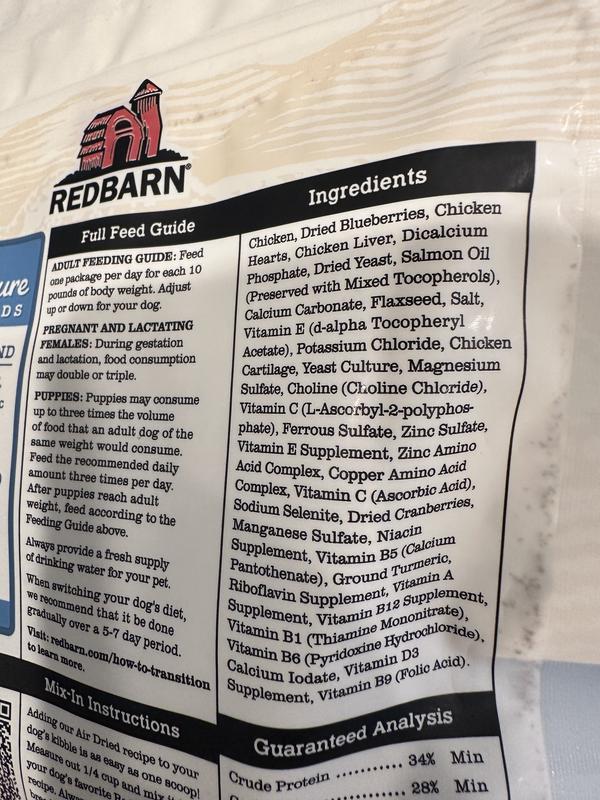 REDBARN®
ure
DS
ND
Full Feed Guide
ADULT FEEDING GUIDE: Feed
one package per day for each 10
pounds of body weight. Adjust
up or down for your dog.
PREGNANT AND LACTATING
FEMALES: During gestation
and lactation, food consumption
may double or triple.
PUPPIES: Puppies may consume
up to three times the volume
of food that an adult dog of the
same weight would consume.
Feed the recommended daily
amount three times per day.
After puppies reach adult
weight, feed according to the
Feeding Guide above.
Always provide a fresh supply
of drinking water for your pet.
When switching your dog's diet,
we recommend that it be done
gradually over a 5-7 day period.
Visit: redbarn.com/how-to-transition
to learn more.
Mix-In Instructions
Adding our Air Dried recipe to your
dog's kibble is as easy as one scoop!
Measure out 1/4 cup and mix it
your dog's favorite
recipe.
Ingredients
Chicken, Dried Blueberries, Chicken
Hearts, Chicken Liver, Dicalcium
Phosphate, Dried Yeast, Salmon Oil
(Preserved with Mixed Tocopherols),
Calcium Carbonate, Flaxseed, Salt,
Vitamin E (d-alpha Tocopheryl
Acetate), Potassium Chloride, Chicken
Cartilage, Yeast Culture, Magnesium
Sulfate, Choline (Choline Chloride),
Vitamin C (L-Ascorbyl-2-polyphos-
phate), Ferrous Sulfate, Zinc Sulfate,
Vitamin E Supplement, Zinc Amino
Acid Complex, Copper Amino Acid
Complex, Vitamin C (Ascorbic Acid),
Sodium Selenite, Dried Cranberries,
Manganese Sulfate, Niacin
Supplement, Vitamin B5 (Calcium
Pantothenate), Ground Turmeric,
Riboflavin Supplement, Vitamin A
Supplement, Vitamin B12 Supplement,
Vitamin B1 (Thiamine Mononitrate),
Vitamin B6 (Pyridoxine Hydrochloride),
Calcium Iodate, Vitamin D3
Supplement, Vitamin B9 (Folic Acid).
Guaranteed Analysis
Crude Protein .......... 34% Min
.......... 28% Min